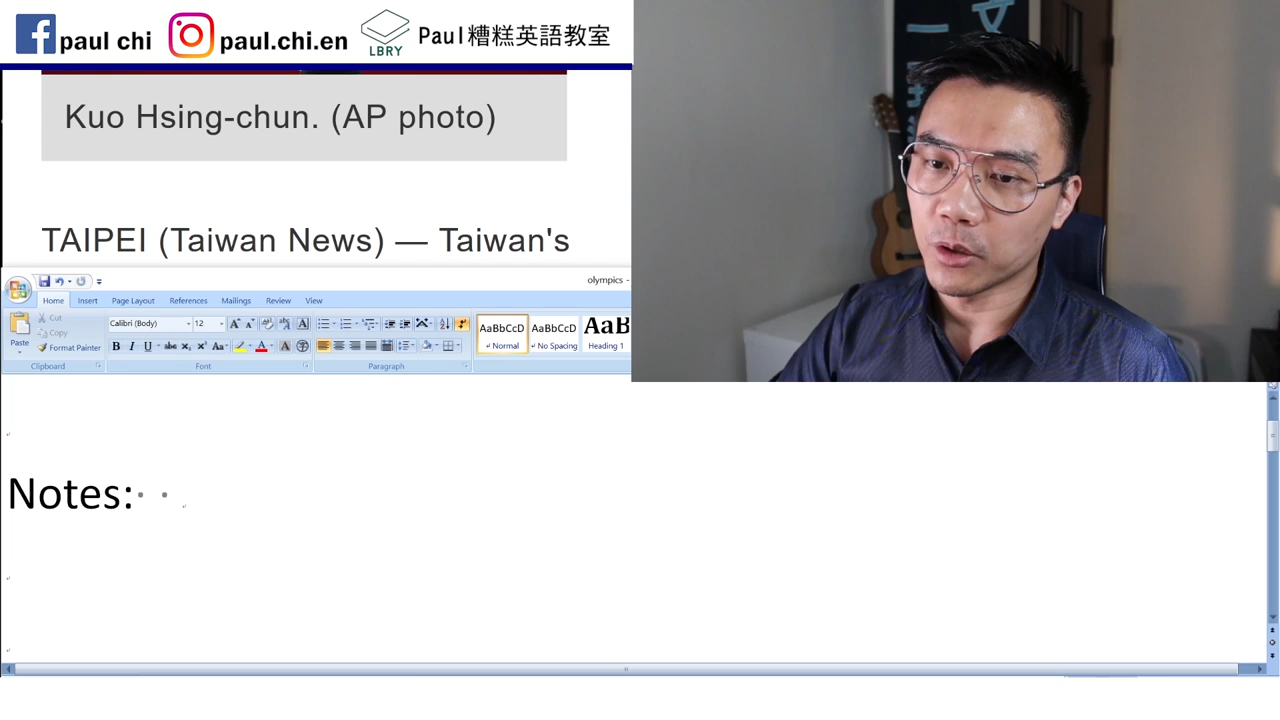 paul chi
paul.chi.en
LBRY
Paul糟糕英語教室
Kuo Hsing-chun. (AP photo)
TAIPEI (Taiwan News) — Taiwan's
olympics -
Home Insert Page Layout References Mailings Review View
Paste
Cut
Copy
Format Painter
Clipboard
Calibri (Body) 12
Font
Paragraph
AaBbCcD AaBbCcD AaB
Normal No Spacing Heading 1
Notes: